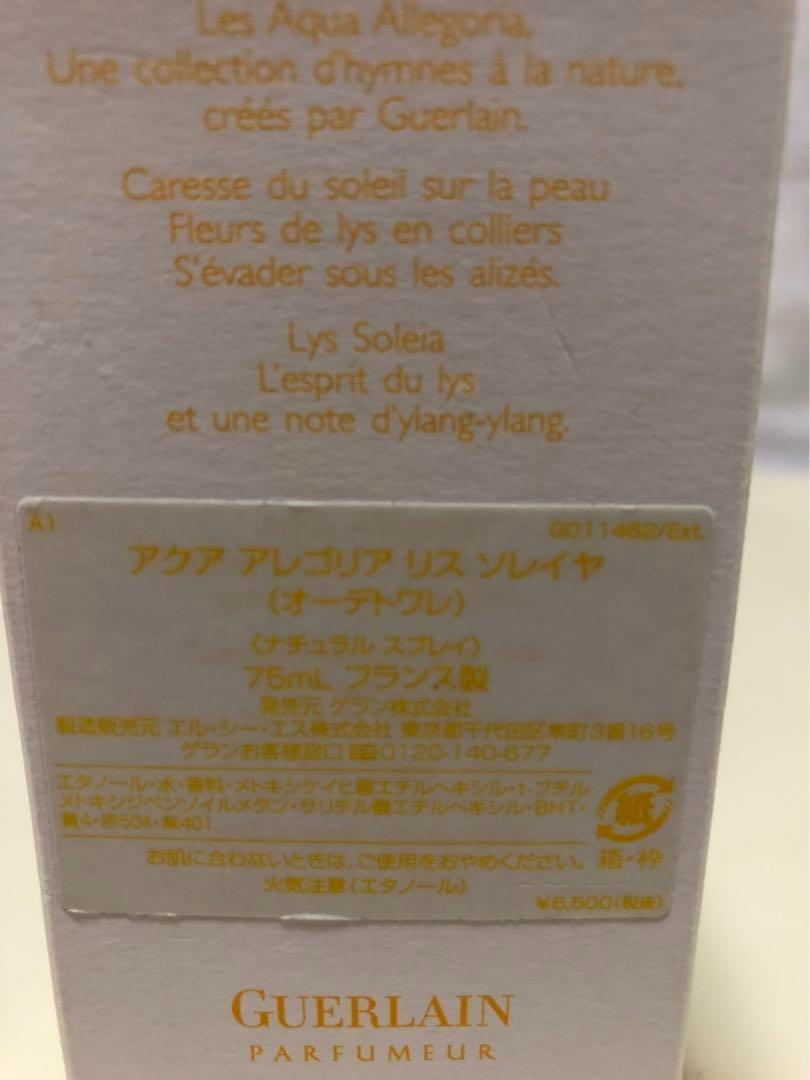 Les Aqua Allegoria,
Une collection d'hymnes à la nature,
créés par Guerlain.
Caresse du soleil sur la peau
Fleurs de lys en colliers
S'évader sous les alizés.
Lys Soleia
L'esprit du lys
et une note d'ylang-ylang.
A1
G011462/Ext.
アクア アレゴリア リス ソレイヤ
(オーデトワレ)
〈ナチュラル スプレイ〉
75mL フランス製
発売元 ゲラン株式会社
製造販売元 エル・シー・エス株式会社 東京都千代田区隼町3番16号
ゲランお客様窓口 0120-140-677
エタノール・水・香料・メトキシケイヒ酸エチルヘキシル・t-ブチル
メトキシジベンゾイルメタン・サリチル酸エチルヘキシル・BHT・
黄4・赤504・紫401
紙
箱・枠
お肌に合わないときは、ご使用をおやめください。
火気注意(エタノール)
¥6,500(税抜)
GUERLAIN
PARFUMEUR